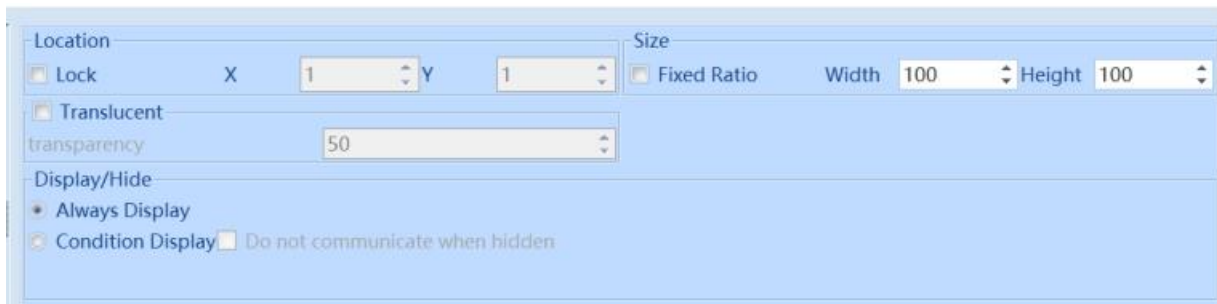 Location Size
Lock X 1 Y 1 Fixed Ratio Width 100 Height 100
Translucent
transparency 50
Display/Hide
Always Display
Condition Display Do not communicate when hidden